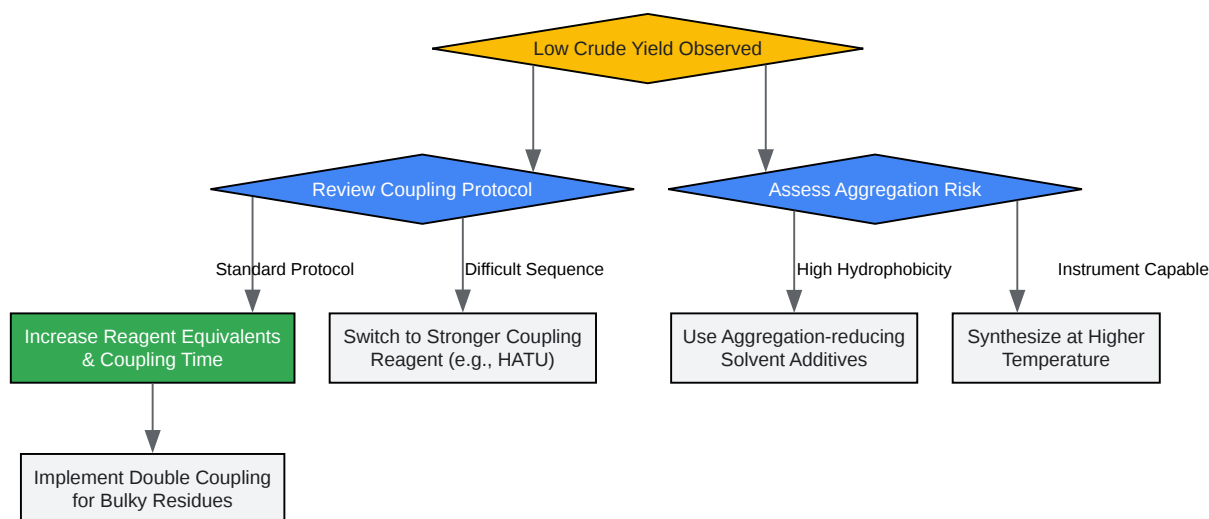 Low Crude Yield Observed
Review Coupling Protocol
Assess Aggregation Risk
Standard Protocol
Difficult Sequence
High Hydrophobicity
Instrument Capable
Increase Reagent Equivalents
& Coupling Time
Switch to Stronger Coupling
Reagent (e.g., HATU)
Use Aggregation-reducing
Solvent Additives
Synthesize at Higher
Temperature
Implement Double Coupling
for Bulky Residues